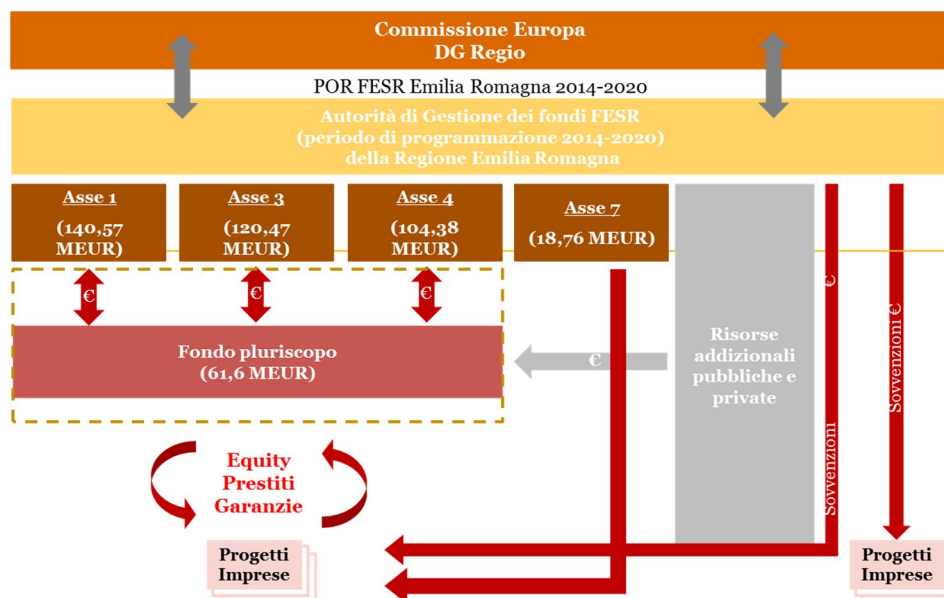 Commissione Europa
DG Regio
POR FESR Emilia Romagna 2014-2020
Autorità di Gestione dei fondi FESR
(periodo di programmazione 2014-2020)
della Regione Emilia Romagna
Asse 1
(140,57
MEUR)
Asse 3
(120,47
MEUR)
Asse 4
(104,38
MEUR)
Asse 7
(18,76 MEUR)
€
€
€
Fondo pluriscopo
(61,6 MEUR)
€
Risorse
addizionali
pubbliche e
private
Sovvenzioni €
Sovvenzioni €
Equity
Prestiti
Garanzie
Progetti
Imprese
Progetti
Imprese